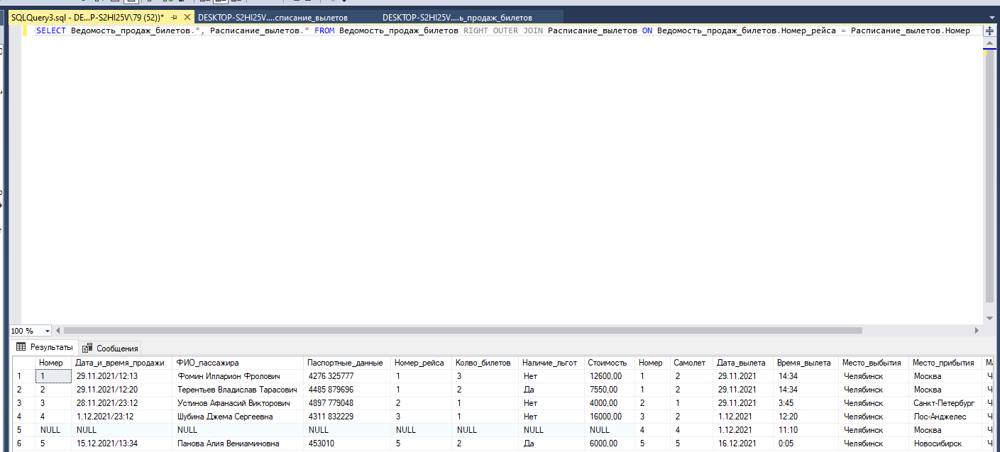 SQLQuery3.sql - DE...P-S2HI25V\79 (52))* DESKTOP-S2HI25V....списание_вылетов DESKTOP-S2HI25V....ь_продаж_билетов
SELECT Ведомость_продаж_билетов.*, Расписание_вылетов.* FROM Ведомость_продаж_билетов RIGHT OUTER JOIN Расписание_вылетов ON Ведомость_продаж_билетов.Номер_рейса = Расписание_вылетов.Номер
100 %
Результаты Сообщения
Номер Дата_и_время_продажи ФИО_пассажира Паспортные_данные Номер_рейса Колво_билетов Наличие_льгот Стоимость Номер Самолет Дата_вылета Время_вылета Место_выбытия Место_прибытия
1 1 29.11.2021/12:13 Фомин Илларион Фролович 4276 325777 1 3 Нет 12600,00 1 2 29.11.2021 14:34 Челябинск Москва
2 2 29.11.2021/12:20 Терентьев Владислав Тарасович 4485 879696 1 2 Да 7550,00 1 2 29.11.2021 14:34 Челябинск Москва
3 3 28.11.2021/23:12 Устинов Афанасий Викторович 4897 779048 2 1 Нет 4000,00 2 1 29.11.2021 3:45 Челябинск Санкт-Петербург
4 4 1.12.2021/23:12 Шубина Джема Сергеевна 4311 832229 3 1 Нет 16000,00 3 2 1.12.2021 12:20 Челябинск Лос-Анджелес
5 NULL NULL NULL NULL NULL NULL NULL NULL 4 4 1.12.2021 11:10 Челябинск Москва
6 5 15.12.2021/13:34 Панова Алия Вениаминовна 453010 5 2 Да 6000,00 5 5 16.12.2021 0:05 Челябинск Новосибирск